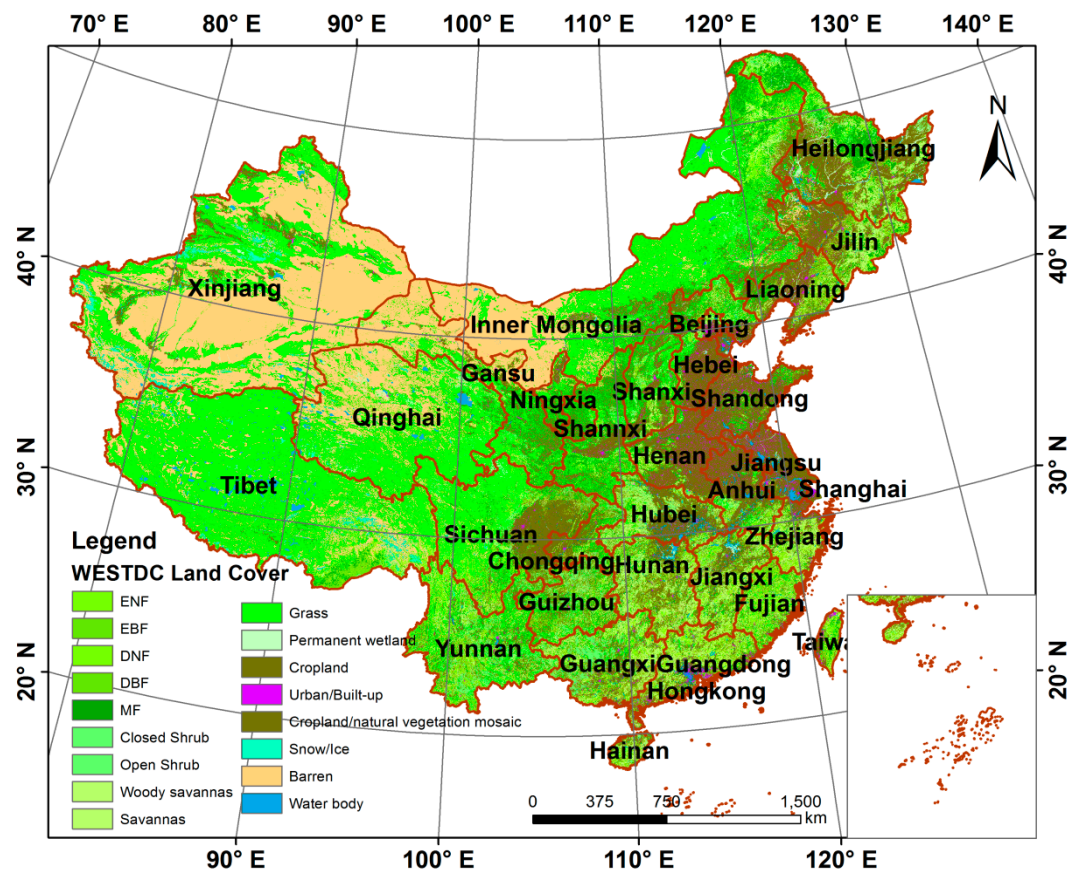 70° E 80° E 90° E 100° E 110° E 120° E 130° E 140° E
N
Heilongjiang
Jilin
40° N
40° N
Xinjiang
Liaoning
Inner Mongolia
Beijing
Gansu
Hebei
Ningxia
Shanxi
Shandong
Qinghai
Shannxi
Henan
Jiangsu
30° N
30° N
Tibet
Anhui
Shanghai
Hubei
Sichuan
Zhejiang
Chongqing
Hunan
Jiangxi
Guizhou
Fujian
Yunnan
Taiwa
Guangxi
Guangdong
20° N
20° N
Hongkong
Hainan
Legend
WESTDC Land Cover
ENF
EBF
DNF
DBF
MF
Closed Shrub
Open Shrub
Woody savannas
Savannas
Grass
Permanent wetland
Cropland
Urban/Built-up
Cropland/natural vegetation mosaic
Snow/Ice
Barren
Water body
0 375 750 1,500
km
90° E 100° E 110° E 120° E